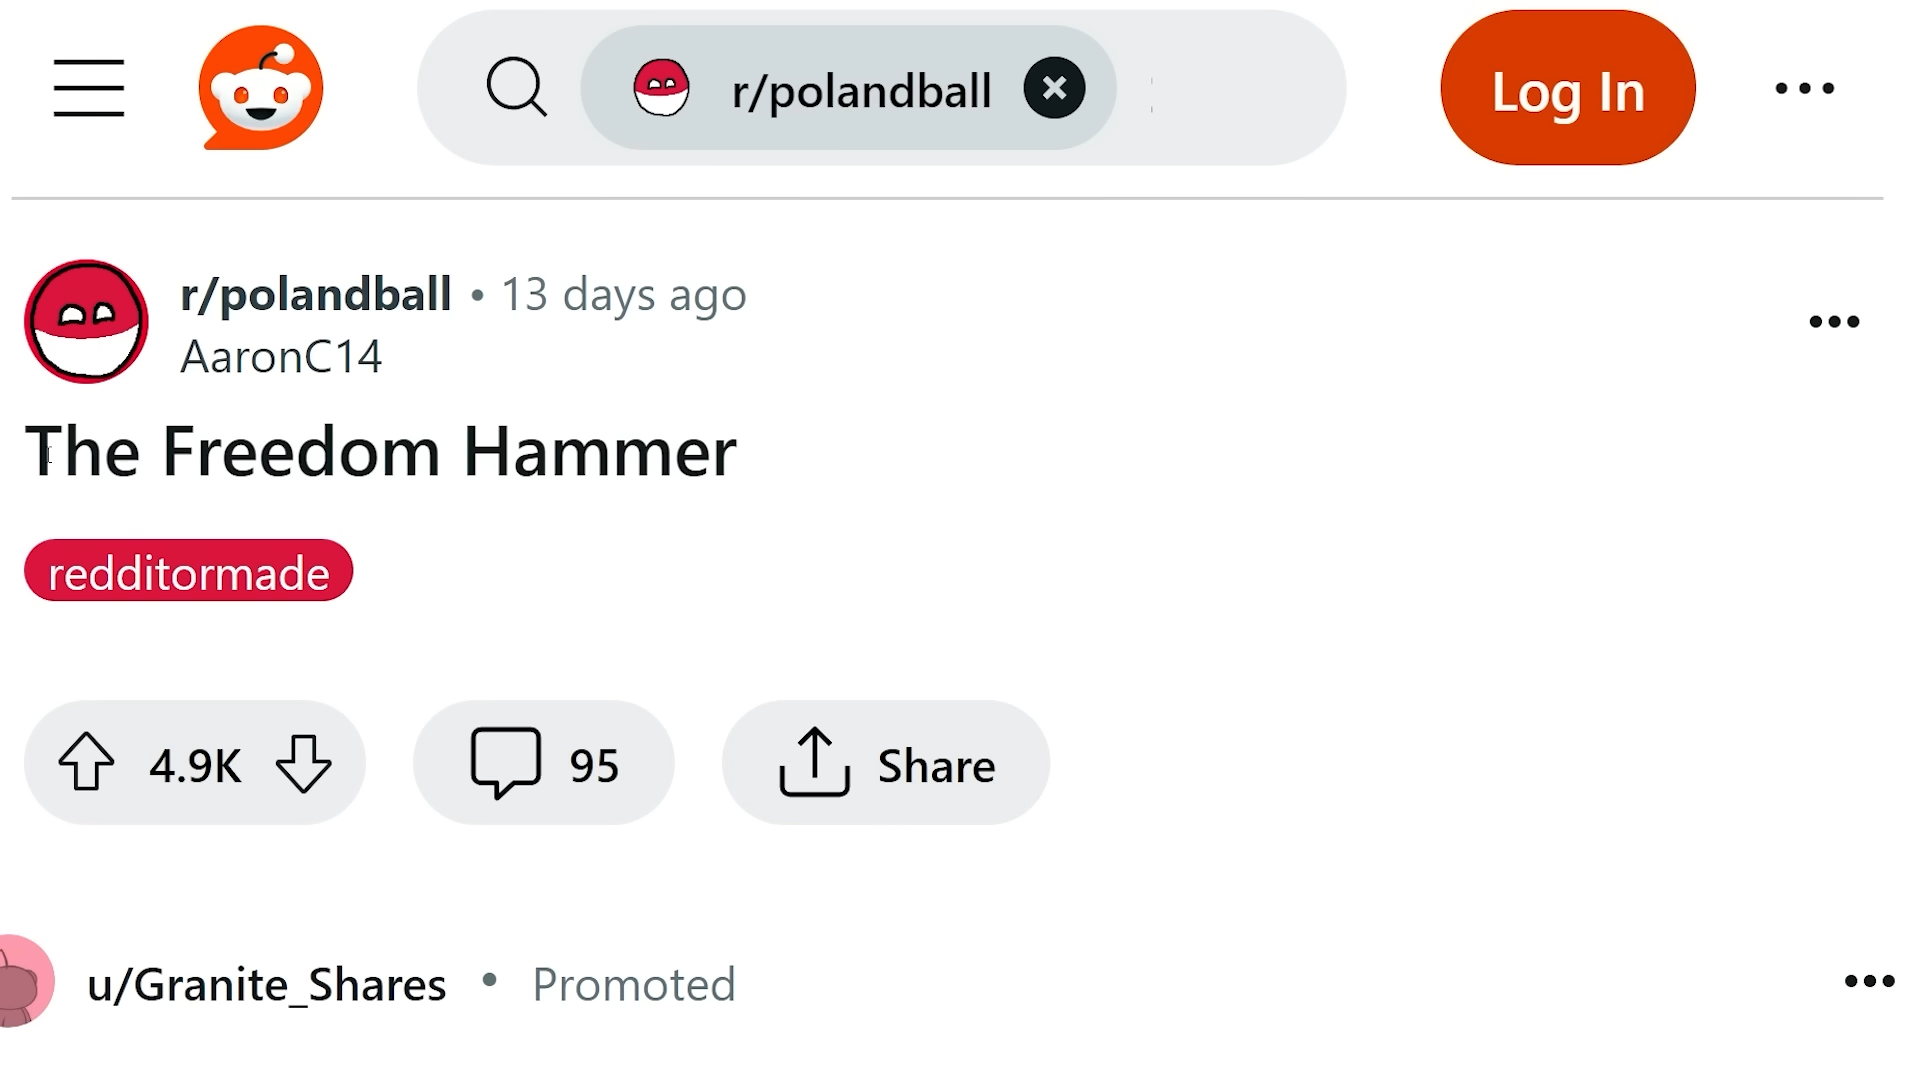 r/polandball
Log In
r/polandball • 13 days ago
AaronC14
The Freedom Hammer
redditormade
4.9K
95
Share
u/Granite_Shares • Promoted